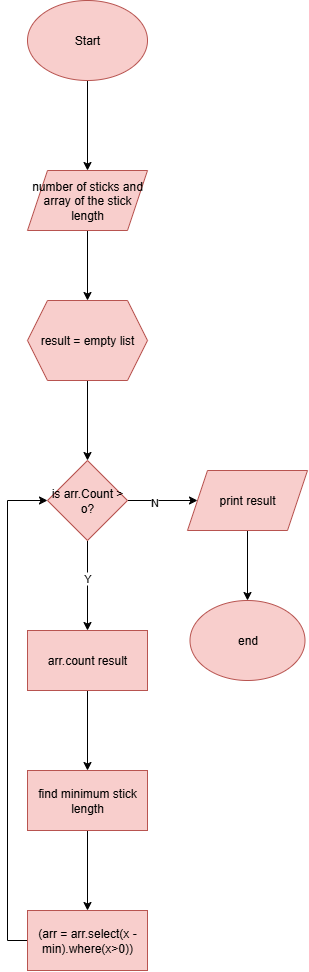 Start
number of sticks and
array of the stick
length
result = empty list
is arr.Count >
o?
N
print result
Y
end
arr.count result
find minimum stick
length
(arr = arr.select(x -
min).where(x>0))